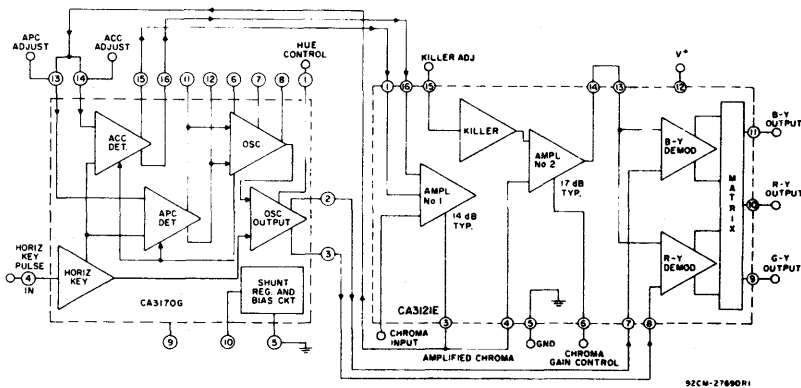 APC
ADJUST
ACC
ADJUST
HUE
CONTROL
KILLER ADJ
V+
13
14
15
16
11
12
6
7
8
1
1
16
15
14
13
12
ACC
DET.
OSC
APC
DET
OSC
OUTPUT
HORIZ
KEY
PULSE
4
IN
HORIZ
KEY
SHUNT
REG. AND
BIAS CKT
CA3170G
2
3
9
10
5
KILLER
AMPL
No 1
14 dB
TYP.
AMPL
No 2
17 dB
TYP.
B-Y
DEMOD
R-Y
DEMOD
MATRIX
11
B-Y
OUTPUT
10
R-Y
OUTPUT
9
G-Y
OUTPUT
CA3121E
3
4
5
6
7
8
CHROMA
INPUT
AMPLIFIED CHROMA
GND
CHROMA
GAIN CONTROL
92CM-27690R1